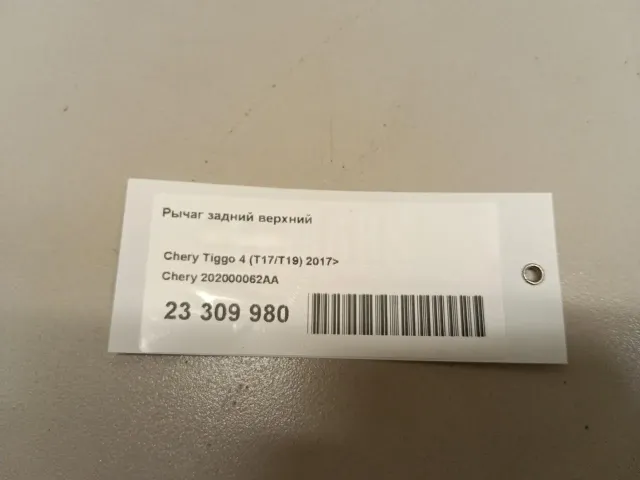 Рычаг задний верхний
Chery Tiggo 4 (T17/T19) 2017>
Chery 202000062AA
23 309 980